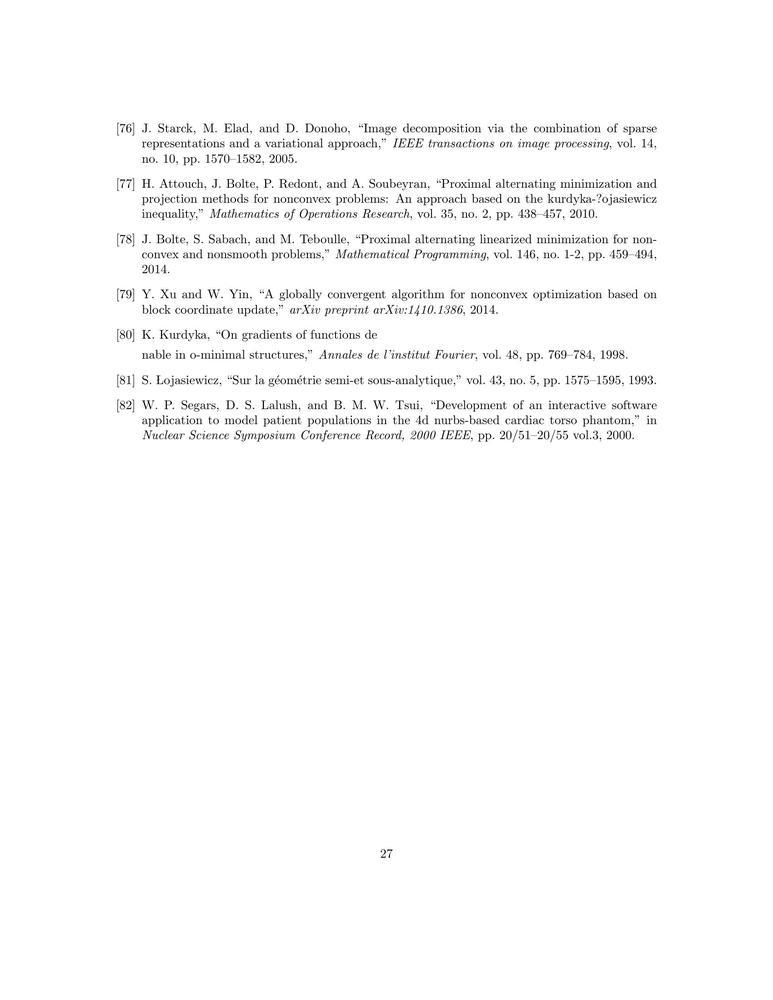 [76] J. Starck, M. Elad, and D. Donoho, “Image decomposition via the combination of sparse
representations and a variational approach,” IEEE transactions on image processing, vol. 14,
no. 10, pp. 1570–1582, 2005.
[77] H. Attouch, J. Bolte, P. Redont, and A. Soubeyran, “Proximal alternating minimization and
projection methods for nonconvex problems: An approach based on the kurdyka-?ojasiewicz
inequality,” Mathematics of Operations Research, vol. 35, no. 2, pp. 438–457, 2010.
[78] J. Bolte, S. Sabach, and M. Teboulle, “Proximal alternating linearized minimization for non-
convex and nonsmooth problems,” Mathematical Programming, vol. 146, no. 1-2, pp. 459–494,
2014.
[79] Y. Xu and W. Yin, “A globally convergent algorithm for nonconvex optimization based on
block coordinate update,” arXiv preprint arXiv:1410.1386, 2014.
[80] K. Kurdyka, “On gradients of functions de
nable in o-minimal structures,” Annales de l’institut Fourier, vol. 48, pp. 769–784, 1998.
[81] S. Lojasiewicz, “Sur la géométrie semi-et sous-analytique,” vol. 43, no. 5, pp. 1575–1595, 1993.
[82] W. P. Segars, D. S. Lalush, and B. M. W. Tsui, “Development of an interactive software
application to model patient populations in the 4d nurbs-based cardiac torso phantom,” in
Nuclear Science Symposium Conference Record, 2000 IEEE, pp. 20/51–20/55 vol.3, 2000.
27